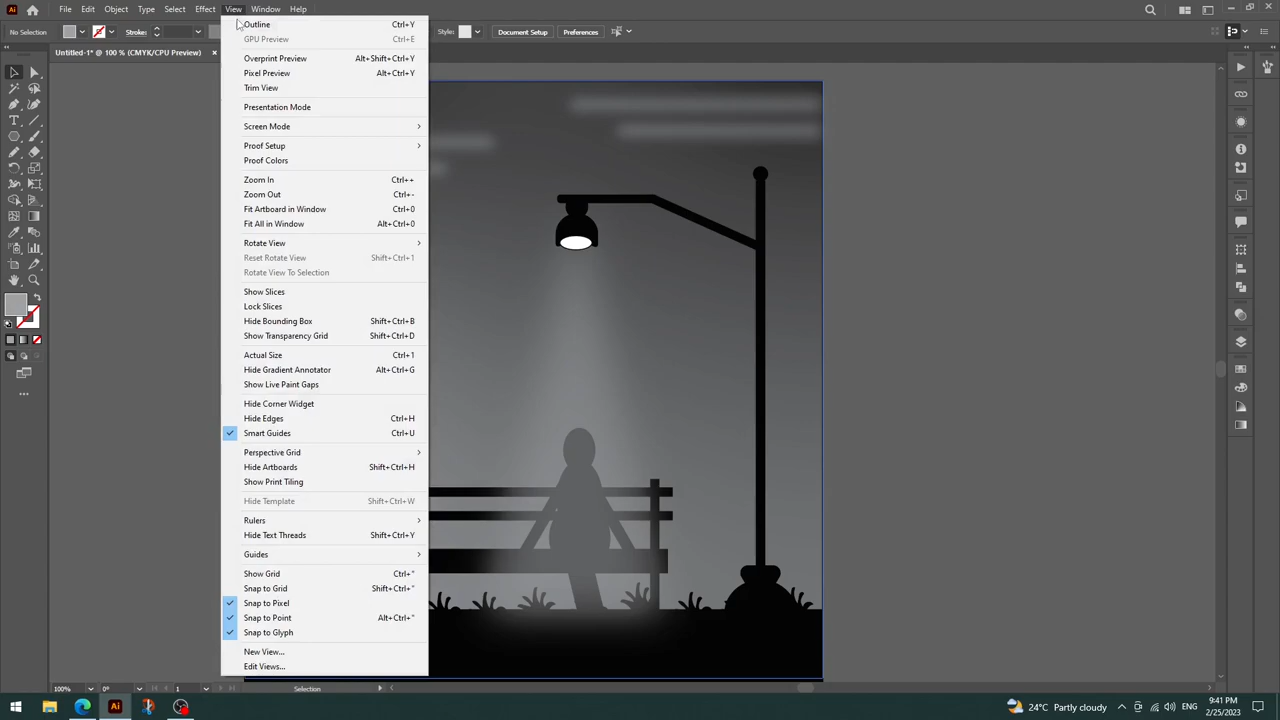 File Edit Object Type Select Effect View Window Help
No Selection Stroke: Style: Document Setup Preferences
Untitled-1* @ 100 % (CMYK/CPU Preview)
Outline Ctrl+Y
GPU Preview Ctrl+E
Overprint Preview Alt+Shift+Ctrl+Y
Pixel Preview Alt+Ctrl+Y
Trim View
Presentation Mode
Screen Mode
Proof Setup
Proof Colors
Zoom In Ctrl++
Zoom Out Ctrl+-
Fit Artboard in Window Ctrl+0
Fit All in Window Alt+Ctrl+0
Rotate View
Reset Rotate View Shift+Ctrl+1
Rotate View To Selection
Show Slices
Lock Slices
Hide Bounding Box Shift+Ctrl+B
Show Transparency Grid Shift+Ctrl+D
Actual Size Ctrl+1
Hide Gradient Annotator Alt+Ctrl+G
Show Live Paint Gaps
Hide Corner Widget
Hide Edges Ctrl+H
Smart Guides Ctrl+U
Perspective Grid
Hide Artboards Shift+Ctrl+H
Show Print Tiling
Hide Template Shift+Ctrl+W
Rulers
Hide Text Threads Shift+Ctrl+Y
Guides
Show Grid Ctrl+"
Snap to Grid Shift+Ctrl+"
Snap to Pixel
Snap to Point Alt+Ctrl+"
Snap to Glyph
New View...
Edit Views...
100% 0° 1 Selection
Ai 24°C Partly cloudy ENG 9:41 PM
2/25/2023